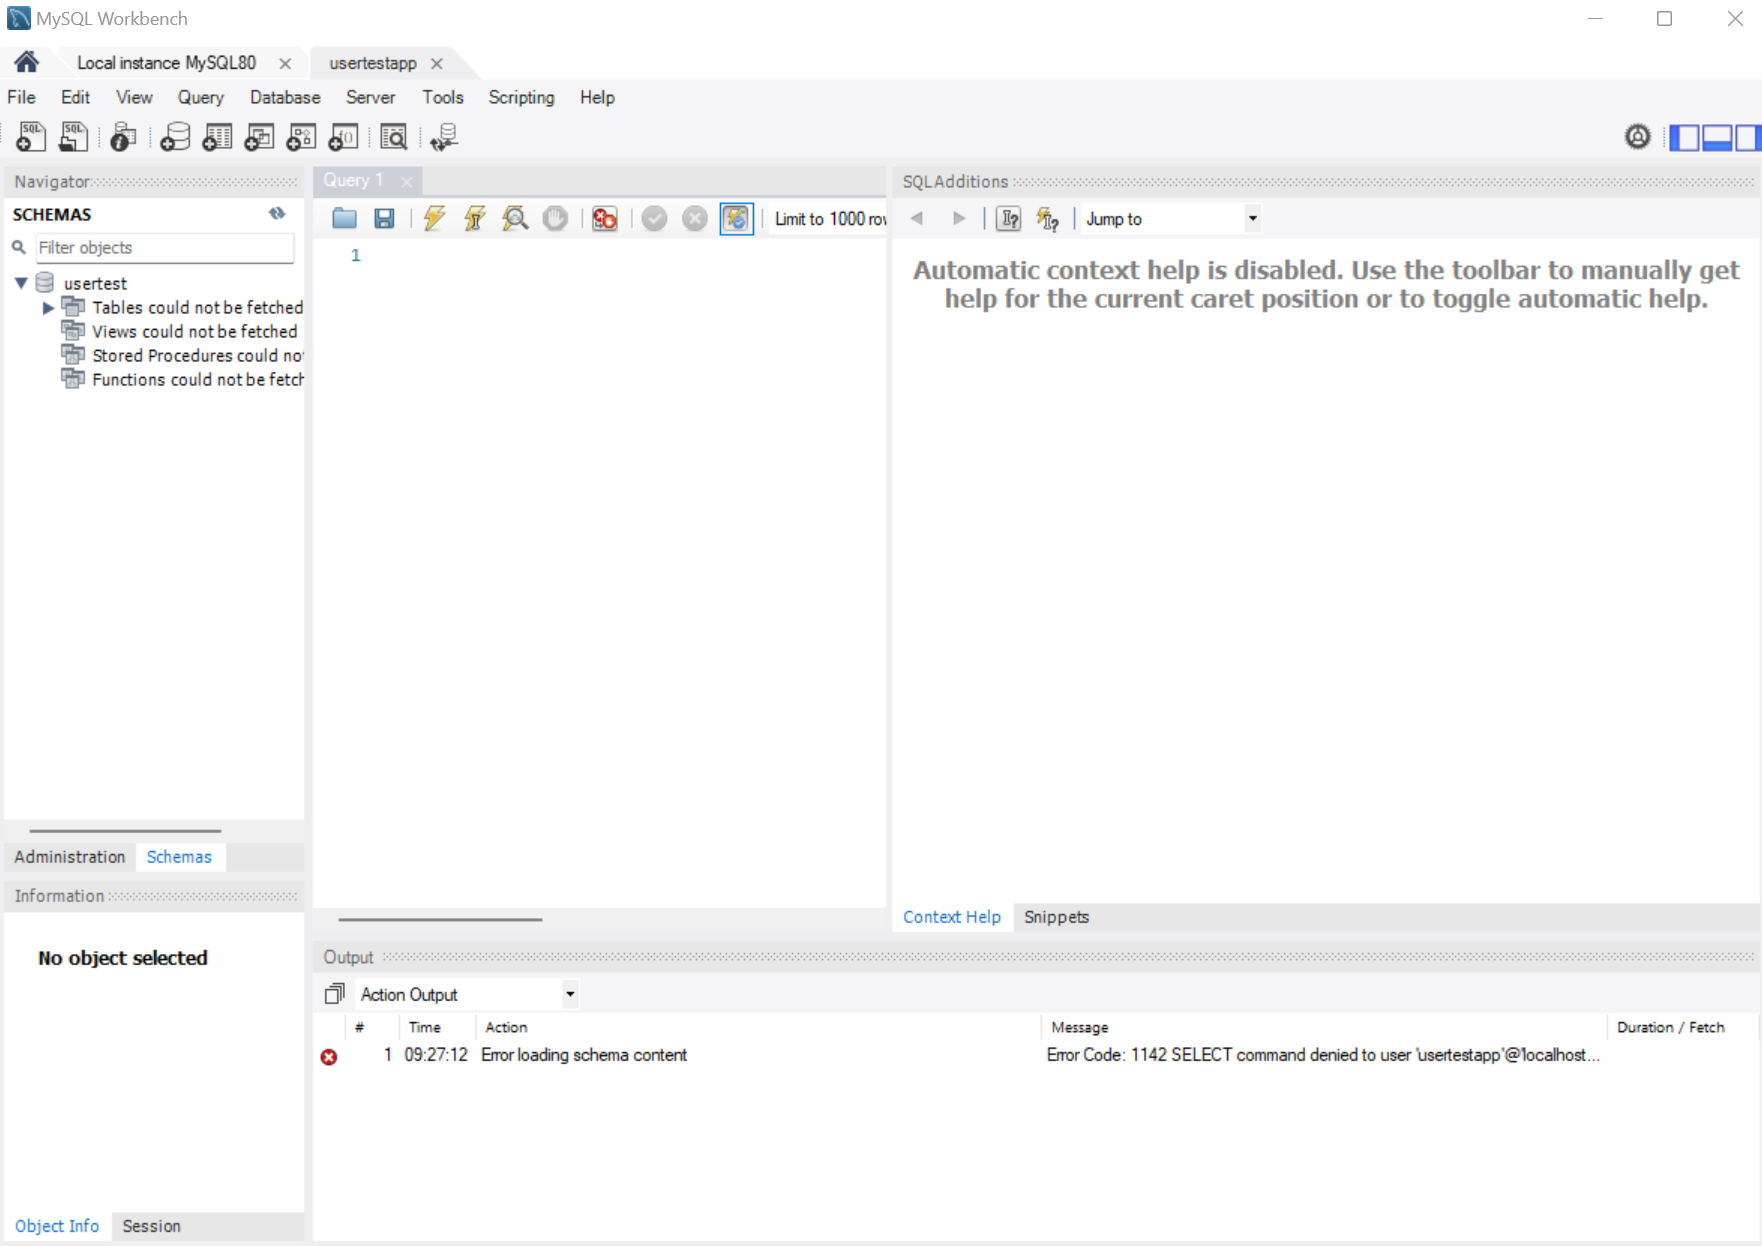 MySQL Workbench
Local instance MySQL80
usertestapp
File Edit View Query Database Server Tools Scripting Help
Navigator
SCHEMAS
Filter objects
usertest
Tables could not be fetched
Views could not be fetched
Stored Procedures could no
Functions could not be fetch
Administration Schemas
Information
No object selected
Object Info Session
Query 1
Limit to 1000 row
1
SQLAdditions
Jump to
Automatic context help is disabled. Use the toolbar to manually get
help for the current caret position or to toggle automatic help.
Context Help Snippets
Output
Action Output
# Time Action Message Duration / Fetch
1 09:27:12 Error loading schema content Error Code: 1142 SELECT command denied to user 'usertestapp'@'localhost...